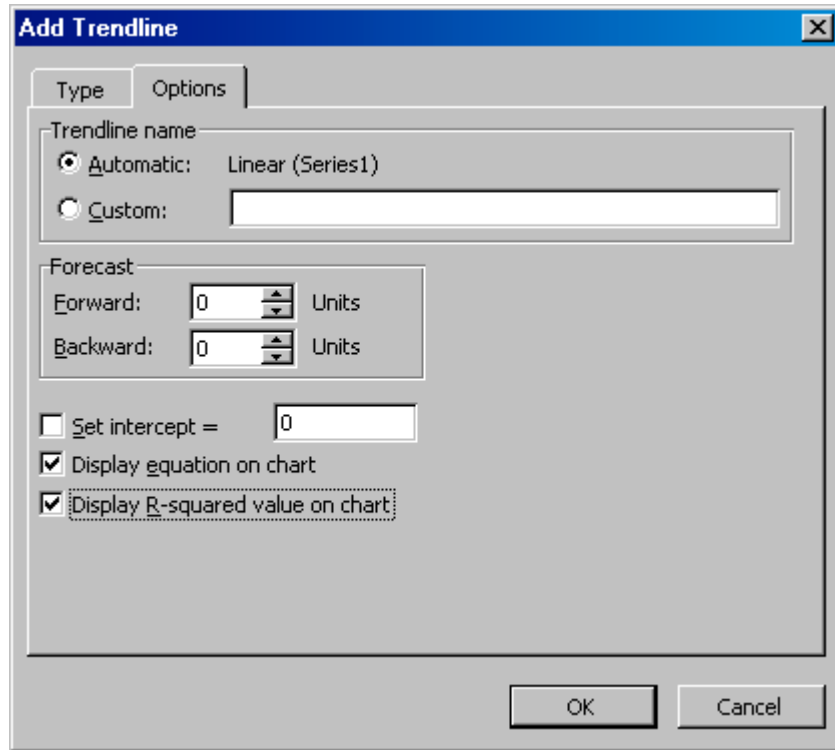 Add Trendline
Type Options
Trendline name
Automatic: Linear (Series1)
Custom:
Forecast
Forward: 0 Units
Backward: 0 Units
Set intercept = 0
Display equation on chart
Display R-squared value on chart
OK Cancel